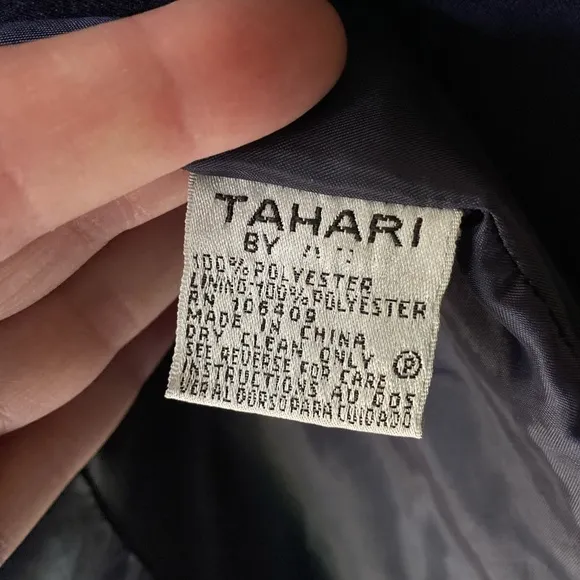 TAHARI
BY
100% POLYESTER
LINING-100% POLYESTER
RN 106409
MADE IN CHINA
DRY CLEAN ONLY
SEE REVERSE FOR CARE Ⓟ
INSTRUCTIONS AU DOS
VER AL DORSO PARA CUIDADO